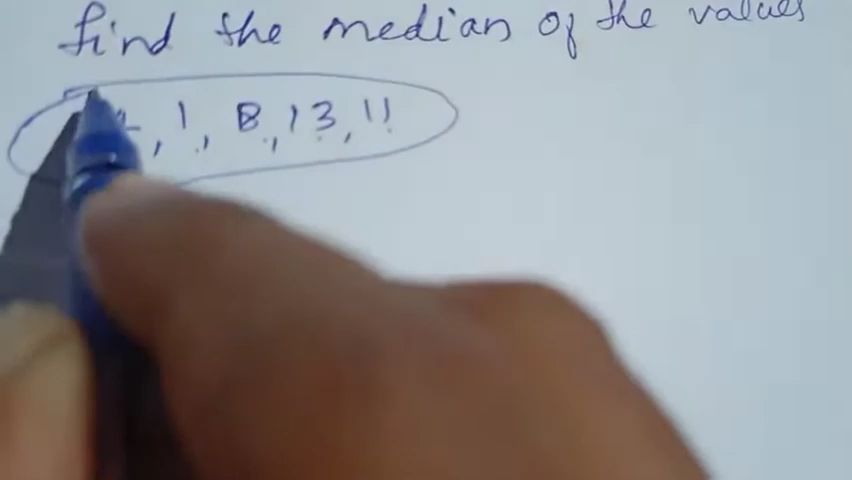 find the median of the values
, 1, 8, 13, 11